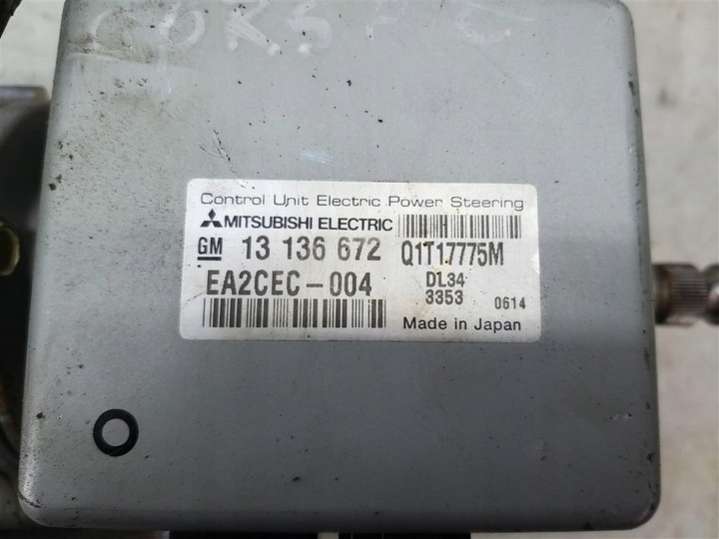 CORSA C
Control Unit Electric Power Steering
MITSUBISHI ELECTRIC
GM 13 136 672 Q1T17775M
EA2CEC-004 DL34
3353 0614
Made in Japan